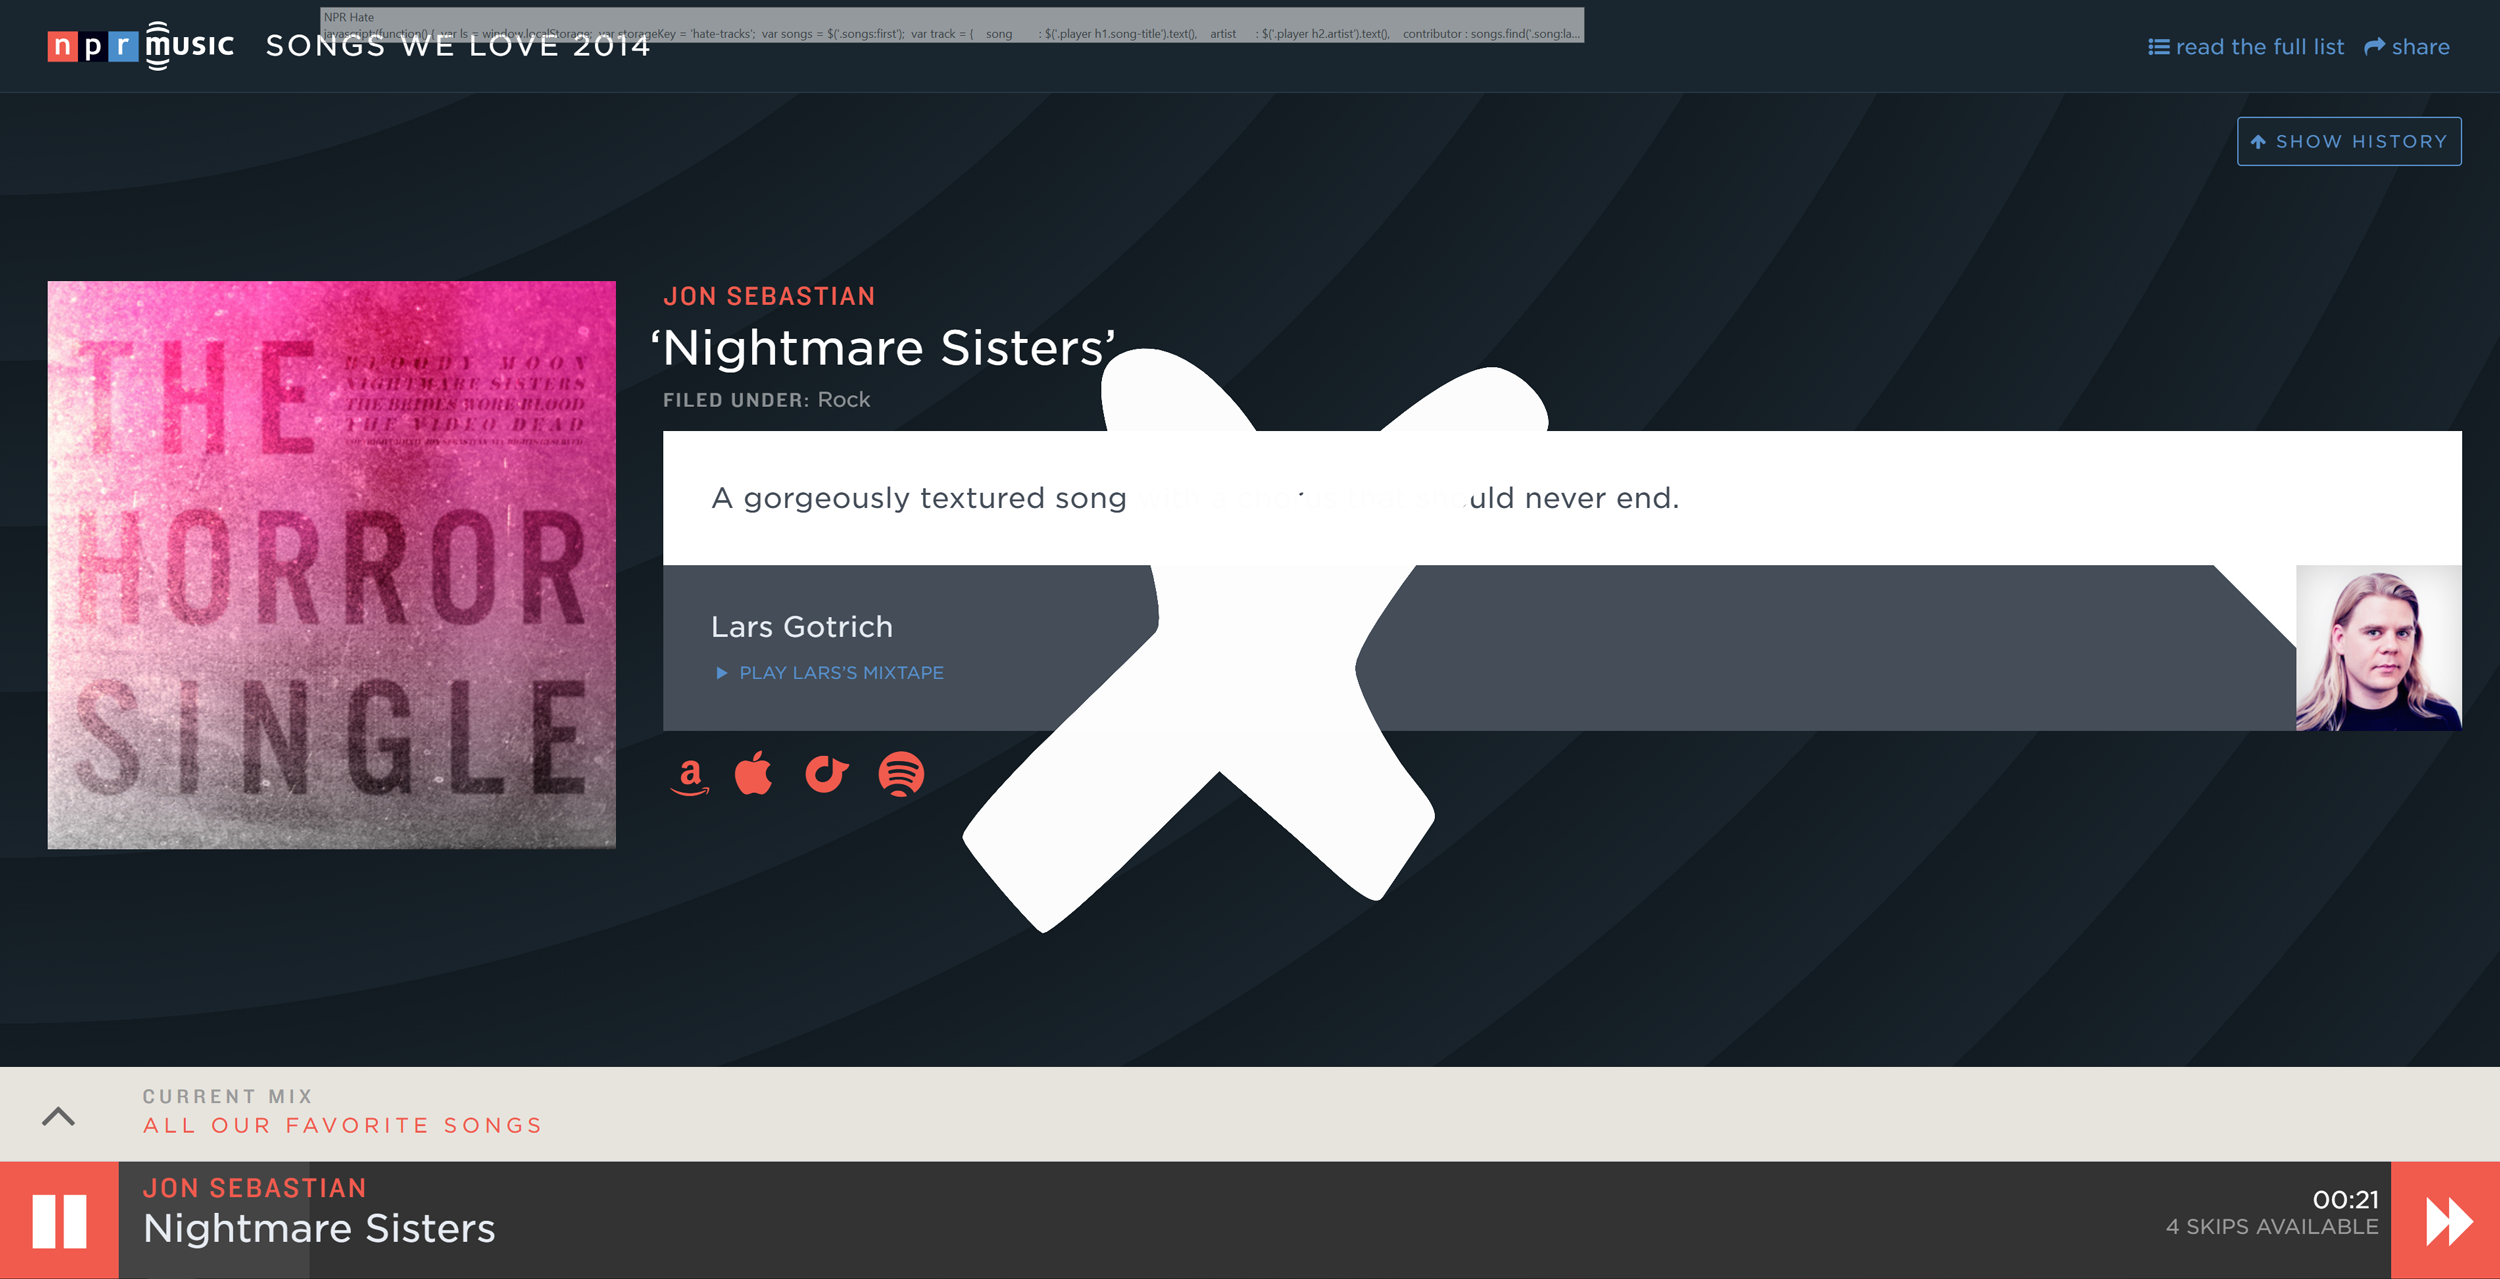 NPR Hate
javascript:(function() { var ls = window.localStorage; var storageKey = 'hate-tracks'; var songs = $('.songs:first'); var track = { song : $('.player h1.song-title').text(), artist : $('.player h2.artist').text(), contributor : songs.find('.song:la...
npr music SONGS WE LOVE 2014
read the full list share
SHOW HISTORY
THE
HORROR
SINGLE
BLOODY MOON
NIGHTMARE SISTERS
THE BRIDES WORE BLOOD
THE VIDEO DEAD
JON SEBASTIAN
‘Nightmare Sisters’
FILED UNDER: Rock
A gorgeously textured song uld never end.
Lars Gotrich
PLAY LARS'S MIXTAPE
CURRENT MIX
ALL OUR FAVORITE SONGS
JON SEBASTIAN
Nightmare Sisters
00:21
4 SKIPS AVAILABLE